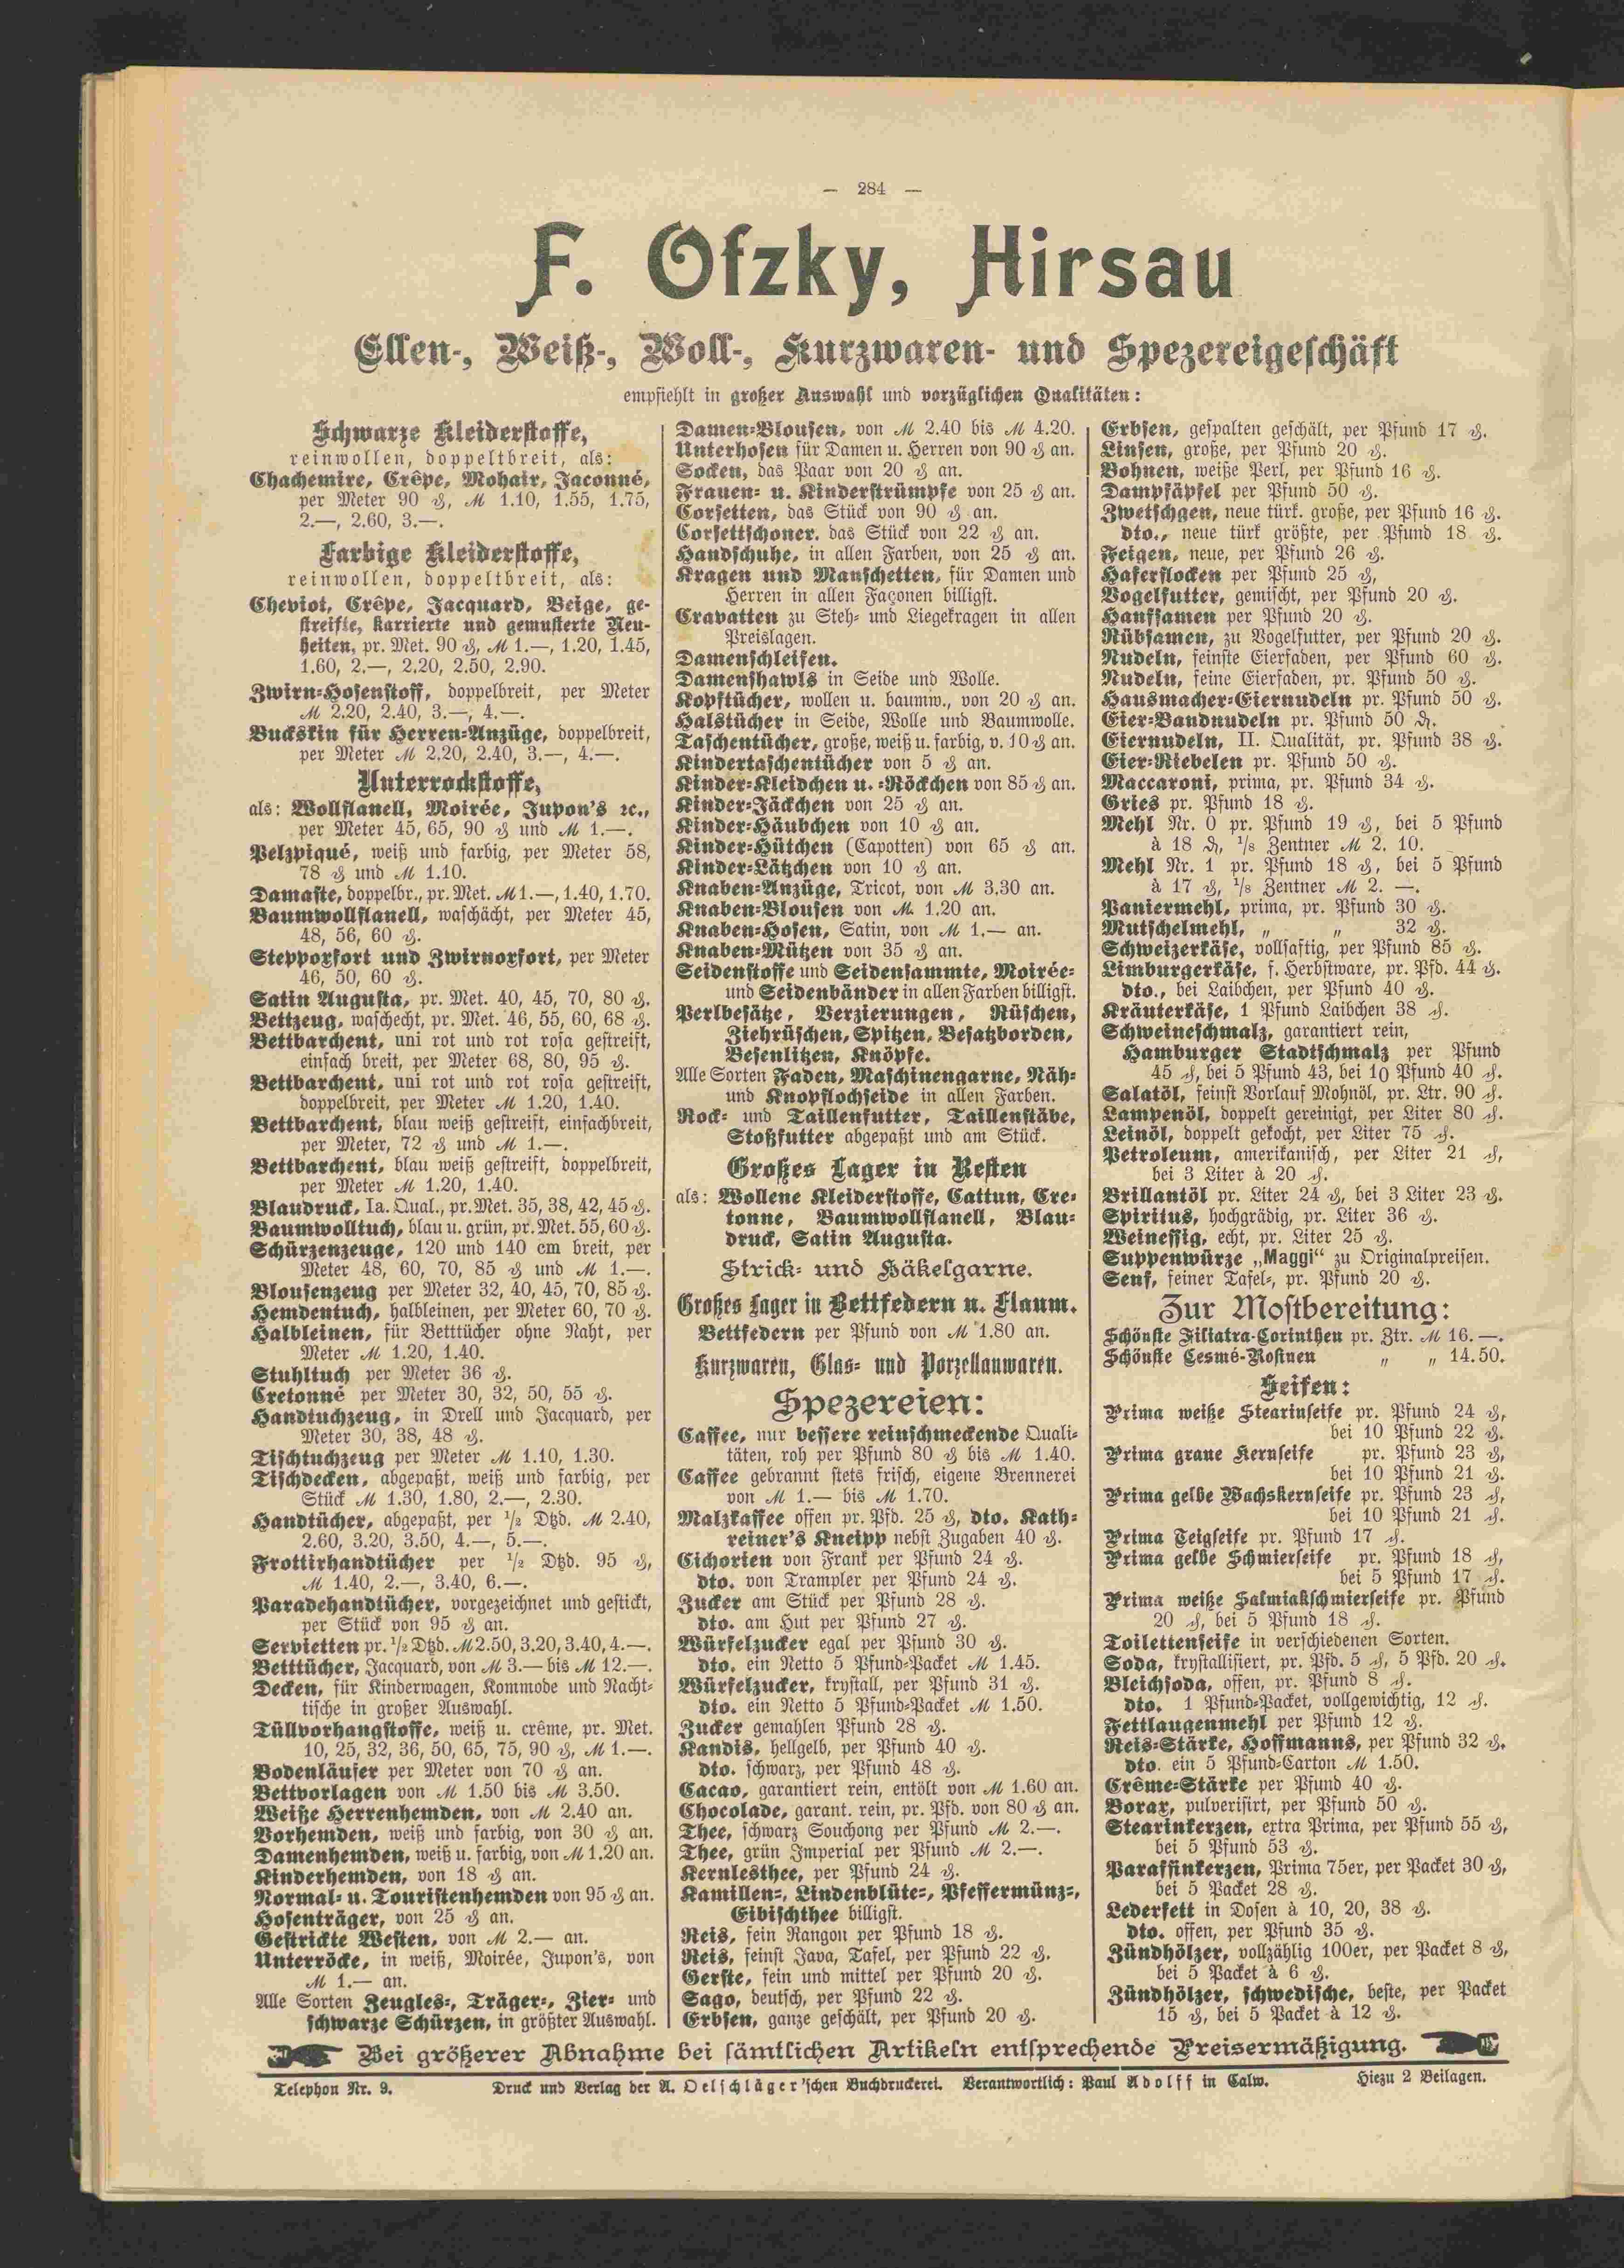 — 284 —
F. Ofzky, Hirsau
Ellen-, Weiß-, Woll-, Kurzwaren- und Spezereigeschäft
empfiehlt in großer Auswahl und vorzüglichen Qualitäten:
Schwarze Kleiderstoffe,
reinwollen, doppeltbreit, als:
Chachemire, Crêpe, Mohair, Jaconné,
per Meter 90 ₰, M 1.10, 1.55, 1.75,
2.—, 2.60, 3.—.
Farbige Kleiderstoffe,
reinwollen, doppeltbreit, als:
Cheviot, Crêpe, Jacquard, Beige, ge-
streifte, karrierte und gemusterte Neu-
heiten, pr. Met. 90 ₰, M 1.—, 1.20, 1.45,
1.60, 2.—, 2.20, 2.50, 2.90.
Zwirn-Hosenstoff, doppelbreit, per Meter
M 2.20, 2.40, 3.—, 4.—.
Buckskin für Herren-Anzüge, doppelbreit,
per Meter M 2.20, 2.40, 3.—, 4.—.
Unterrockstoffe,
als: Wollflanell, Moirée, Jupon's ꝛc.,
per Meter 45, 65, 90 ₰ und M 1.—.
Pelzpiqué, weiß und farbig, per Meter 58,
78 ₰ und M 1.10.
Damaste, doppelbr., pr. Met. M 1.—, 1.40, 1.70.
Baumwollflanell, waschächt, per Meter 45,
48, 56, 60 ₰.
Stepporfort und Zwirnorfort, per Meter
46, 50, 60 ₰.
Satin Augusta, pr. Met. 40, 45, 70, 80 ₰.
Bettzeug, waschecht, pr. Met. 46, 55, 60, 68 ₰.
Bettbarchent, uni rot und rot rosa gestreift,
einfach breit, per Meter 68, 80, 95 ₰.
Bettbarchent, uni rot und rot rosa gestreift,
doppelbreit, per Meter M 1.20, 1.40.
Bettbarchent, blau weiß gestreift, einfachbreit,
per Meter, 72 ₰ und M 1.—.
Bettbarchent, blau weiß gestreift, doppelbreit,
per Meter M 1.20, 1.40.
Blaudruck, Ia. Qual., pr. Met. 35, 38, 42, 45 ₰.
Baumwolltuch, blau u. grün, pr. Met. 55, 60 ₰.
Schürzenzeuge, 120 und 140 cm breit, per
Meter 48, 60, 70, 85 ₰ und M 1.—.
Blousenzeug per Meter 32, 40, 45, 70, 85 ₰.
Hemdentuch, halbleinen, per Meter 60, 70 ₰.
Halbleinen, für Betttücher ohne Naht, per
Meter M 1.20, 1.40.
Stuhltuch per Meter 36 ₰.
Cretonné per Meter 30, 32, 50, 55 ₰.
Handtuchzeug, in Drell und Jacquard, per
Meter 30, 38, 48 ₰.
Tischtuchzeug per Meter M 1.10, 1.30.
Tischdecken, abgepaßt, weiß und farbig, per
Stück M 1.30, 1.80, 2.—, 2.30.
Handtücher, abgepaßt, per ½ Dtzd. M 2.40,
2.60, 3.20, 3.50, 4.—, 5.—.
Frottirhandtücher per ½ Dtzd. 95 ₰,
M 1.40, 2.—, 3.40, 6.—.
Paradehandtücher, vorgezeichnet und gestickt,
per Stück von 95 ₰ an.
Servietten pr. ½ Dtzd. M 2.50, 3.20, 3.40, 4.—.
Betttücher, Jacquard, von M 3.— bis M 12.—.
Decken, für Kinderwagen, Kommode und Nacht-
tische in großer Auswahl.
Tüllvorhangstoffe, weiß u. crême, pr. Met.
10, 25, 32, 36, 50, 65, 75, 90 ₰, M 1.—.
Bodenläufer per Meter von 70 ₰ an.
Bettvorlagen von M 1.50 bis M 3.50.
Weiße Herrenhemden, von M 2.40 an.
Vorhemden, weiß und farbig, von 30 ₰ an.
Damenhemden, weiß u. farbig, von M 1.20 an.
Kinderhemden, von 18 ₰ an.
Normal- u. Touristenhemden von 95 ₰ an.
Hosenträger, von 25 ₰ an.
Gestrickte Westen, von M 2.— an.
Unterröcke, in weiß, Moirée, Jupon's, von
M 1.— an.
Alle Sorten Zeugles-, Träger-, Zier- und
schwarze Schürzen, in größter Auswahl.
Damen-Blousen, von M 2.40 bis M 4.20.
Unterhosen für Damen u. Herren von 90 ₰ an.
Socken, das Paar von 20 ₰ an.
Frauen- u. Kinderstrümpfe von 25 ₰ an.
Corsetten, das Stück von 90 ₰ an.
Corsettschoner, das Stück von 22 ₰ an.
Handschuhe, in allen Farben, von 25 ₰ an.
Kragen und Manschetten, für Damen und
Herren in allen Façonen billigst.
Cravatten zu Steh- und Liegekragen in allen
Preislagen.
Damenschleifen.
Damenshawls in Seide und Wolle.
Kopftücher, wollen u. baumw., von 20 ₰ an.
Halstücher in Seide, Wolle und Baumwolle.
Taschentücher, große, weiß u. farbig, v. 10 ₰ an.
Kindertaschentücher von 5 ₰ an.
Kinder-Kleidchen u. -Röckchen von 85 ₰ an.
Kinder-Jäckchen von 25 ₰ an.
Kinder-Häubchen von 10 ₰ an.
Kinder-Hütchen (Capotten) von 65 ₰ an.
Kinder-Lätzchen von 10 ₰ an.
Knaben-Anzüge, Tricot, von M 3.30 an.
Knaben-Blousen von M. 1.20 an.
Knaben-Hosen, Satin, von M 1.— an.
Knaben-Mützen von 35 ₰ an.
Seidenstoffe und Seidensammte, Moirée-
und Seidenbänder in allen Farben billigst.
Perlbesätze, Verzierungen, Rüschen,
Ziehrüschen, Spitzen, Besatzborden,
Besenlitzen, Knöpfe.
Alle Sorten Faden, Maschinengarne, Näh-
und Knopflochseide in allen Farben.
Rock- und Taillenfutter, Taillenstäbe,
Stoßfutter abgepaßt und am Stück.
Großes Lager in Resten
als: Wollene Kleiderstoffe, Cattun, Cre-
tonne, Baumwollflanell, Blau-
druck, Satin Augusta.
Strick- und Häkelgarne.
Großes Lager in Bettfedern u. Flaum.
Bettfedern per Pfund von M 1.80 an.
Kurzwaren, Glas- und Porzellanwaren.
Spezereien:
Caffee, nur bessere reinschmeckende Quali-
täten, roh per Pfund 80 ₰ bis M 1.40.
Caffee gebrannt stets frisch, eigene Brennerei
von M 1.— bis M 1.70.
Malzkaffee offen pr. Pfd. 25 ₰, dto. Kath-
reiner's Kneipp nebst Zugaben 40 ₰.
Cichorien von Frank per Pfund 24 ₰.
dto. von Trampler per Pfund 24 ₰.
Zucker am Stück per Pfund 28 ₰.
dto. am Hut per Pfund 27 ₰.
Würfelzucker egal per Pfund 30 ₰.
dto. ein Netto 5 Pfund-Packet M 1.45.
Würfelzucker, krystall, per Pfund 31 ₰.
dto. ein Netto 5 Pfund-Packet M 1.50.
Zucker gemahlen Pfund 28 ₰.
Kandis, hellgelb, per Pfund 40 ₰.
dto. schwarz, per Pfund 48 ₰.
Cacao, garantiert rein, entölt von M 1.60 an.
Chocolade, garant. rein, pr. Pfd. von 80 ₰ an.
Thee, schwarz Souchong per Pfund M 2.—.
Thee, grün Imperial per Pfund M 2.—.
Kernlesthee, per Pfund 24 ₰.
Kamillen-, Lindenblüte-, Pfeffermünz-,
Eibischthee billigst.
Reis, fein Rangon per Pfund 18 ₰.
Reis, feinst Java, Tafel, per Pfund 22 ₰.
Gerste, fein und mittel per Pfund 20 ₰.
Sago, deutsch, per Pfund 22 ₰.
Erbsen, ganze geschält, per Pfund 20 ₰.
Erbsen, gespalten geschält, per Pfund 17 ₰.
Linsen, große, per Pfund 20 ₰.
Bohnen, weiße Perl, per Pfund 16 ₰.
Dampfäpfel per Pfund 50 ₰.
Zwetschgen, neue türk. große, per Pfund 16 ₰.
dto., neue türk größte, per Pfund 18 ₰.
Feigen, neue, per Pfund 26 ₰.
Haferflocken per Pfund 25 ₰,
Vogelfutter, gemischt, per Pfund 20 ₰.
Hanfsamen per Pfund 20 ₰.
Rübsamen, zu Vogelfutter, per Pfund 20 ₰.
Nudeln, feinste Eierfaden, per Pfund 60 ₰.
Nudeln, feine Eierfaden, pr. Pfund 50 ₰.
Hausmacher-Eiernudeln pr. Pfund 50 ₰.
Eier-Bandnudeln pr. Pfund 50 ₰.
Eiernudeln, II. Qualität, pr. Pfund 38 ₰.
Eier-Riebelen pr. Pfund 50 ₰.
Maccaroni, prima, pr. Pfund 34 ₰.
Gries pr. Pfund 18 ₰.
Mehl Nr. 0 pr. Pfund 19 ₰, bei 5 Pfund
à 18 ₰, ⅛ Zentner M 2. 10.
Mehl Nr. 1 pr. Pfund 18 ₰, bei 5 Pfund
à 17 ₰, ⅛ Zentner M 2. —.
Paniermehl, prima, pr. Pfund 30 ₰.
Mutschelmehl, „ „ 32 ₰.
Schweizerkäse, vollsaftig, per Pfund 85 ₰.
Limburgerkäse, f. Herbstware, pr. Pfd. 44 ₰.
dto., bei Laibchen, per Pfund 40 ₰.
Kräuterkäse, 1 Pfund Laibchen 38 ₰.
Schweineschmalz, garantiert rein,
Hamburger Stadtschmalz per Pfund
45 ₰, bei 5 Pfund 43, bei 10 Pfund 40 ₰.
Salatöl, feinst Vorlauf Mohnöl, pr. Ltr. 90 ₰.
Lampenöl, doppelt gereinigt, per Liter 80 ₰.
Leinöl, doppelt gekocht, per Liter 75 ₰.
Petroleum, amerikanisch, per Liter 21 ₰,
bei 3 Liter à 20 ₰.
Brillantöl pr. Liter 24 ₰, bei 3 Liter 23 ₰.
Spiritus, hochgrädig, pr. Liter 36 ₰.
Weinessig, echt, pr. Liter 25 ₰.
Suppenwürze „Maggi“ zu Originalpreisen.
Senf, feiner Tafel-, pr. Pfund 20 ₰.
Zur Mostbereitung:
Schönste Filiatra-Corinthen pr. Ztr. M 16.—.
Schönste Cesmé-Rosinen „ „ 14.50.
Seifen:
Prima weiße Stearinseife pr. Pfund 24 ₰,
bei 10 Pfund 22 ₰.
Prima graue Kernseife pr. Pfund 23 ₰,
bei 10 Pfund 21 ₰.
Prima gelbe Wachskernseife pr. Pfund 23 ₰,
bei 10 Pfund 21 ₰.
Prima Teigseife pr. Pfund 17 ₰.
Prima gelbe Schmierseife pr. Pfund 18 ₰,
bei 5 Pfund 17 ₰.
Prima weiße Salmiakschmierseife pr. Pfund
20 ₰, bei 5 Pfund 18 ₰.
Toilettenseife in verschiedenen Sorten.
Soda, krystallisiert, pr. Pfd. 5 ₰, 5 Pfd. 20 ₰.
Bleichsoda, offen, pr. Pfund 8 ₰.
dto. 1 Pfund-Packet, vollgewichtig, 12 ₰.
Fettlaugenmehl per Pfund 12 ₰.
Reis-Stärke, Hoffmanns, per Pfund 32 ₰.
dto. ein 5 Pfund-Carton M 1.50.
Crême-Stärke per Pfund 40 ₰.
Borax, pulverisirt, per Pfund 50 ₰.
Stearinkerzen, extra Prima, per Pfund 55 ₰,
bei 5 Pfund 53 ₰.
Paraffinkerzen, Prima 75er, per Packet 30 ₰,
bei 5 Packet 28 ₰.
Lederfett in Dosen à 10, 20, 38 ₰.
dto. offen, per Pfund 35 ₰.
Zündhölzer, vollzählig 100er, per Packet 8 ₰,
bei 5 Packet à 6 ₰.
Zündhölzer, schwedische, beste, per Packet
15 ₰, bei 5 Packet à 12 ₰.
Bei größerer Abnahme bei sämtlichen Artikeln entsprechende Preisermäßigung.
Telephon Nr. 9. Druck und Verlag der A. Oelschläger'schen Buchdruckerei. Verantwortlich: Paul Adolff in Calw. Hiezu 2 Beilagen.